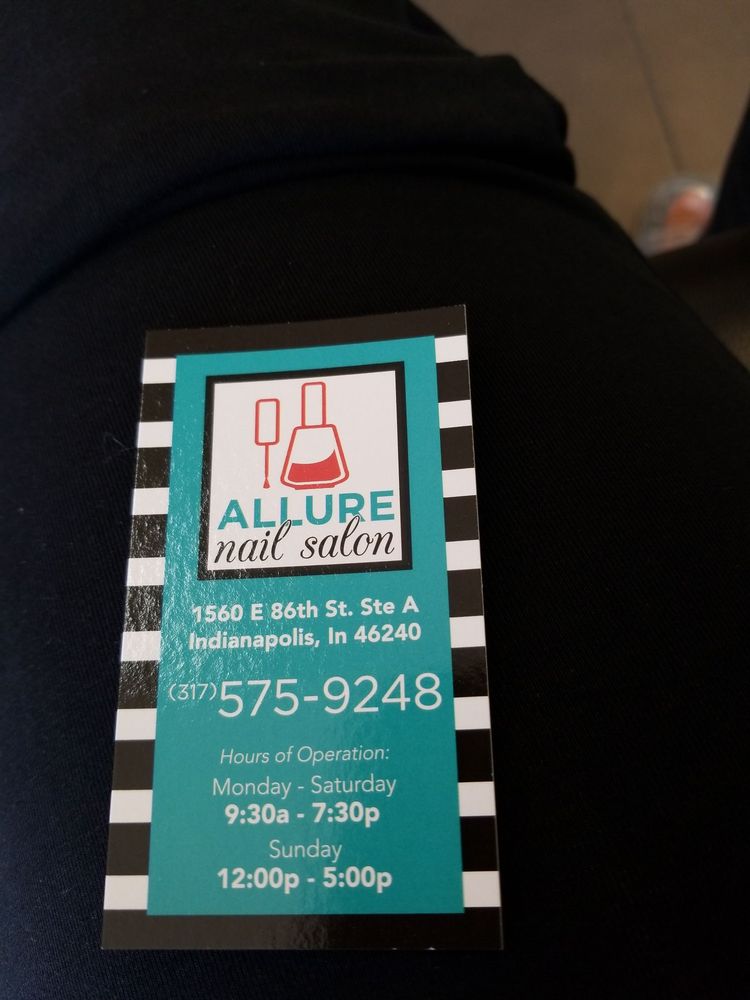 ALLURE
nail salon
1560 E 86th St. Ste A
Indianapolis, In 46240
(317)575-9248
Hours of Operation:
Monday - Saturday
9:30a - 7:30p
Sunday
12:00p - 5:00p